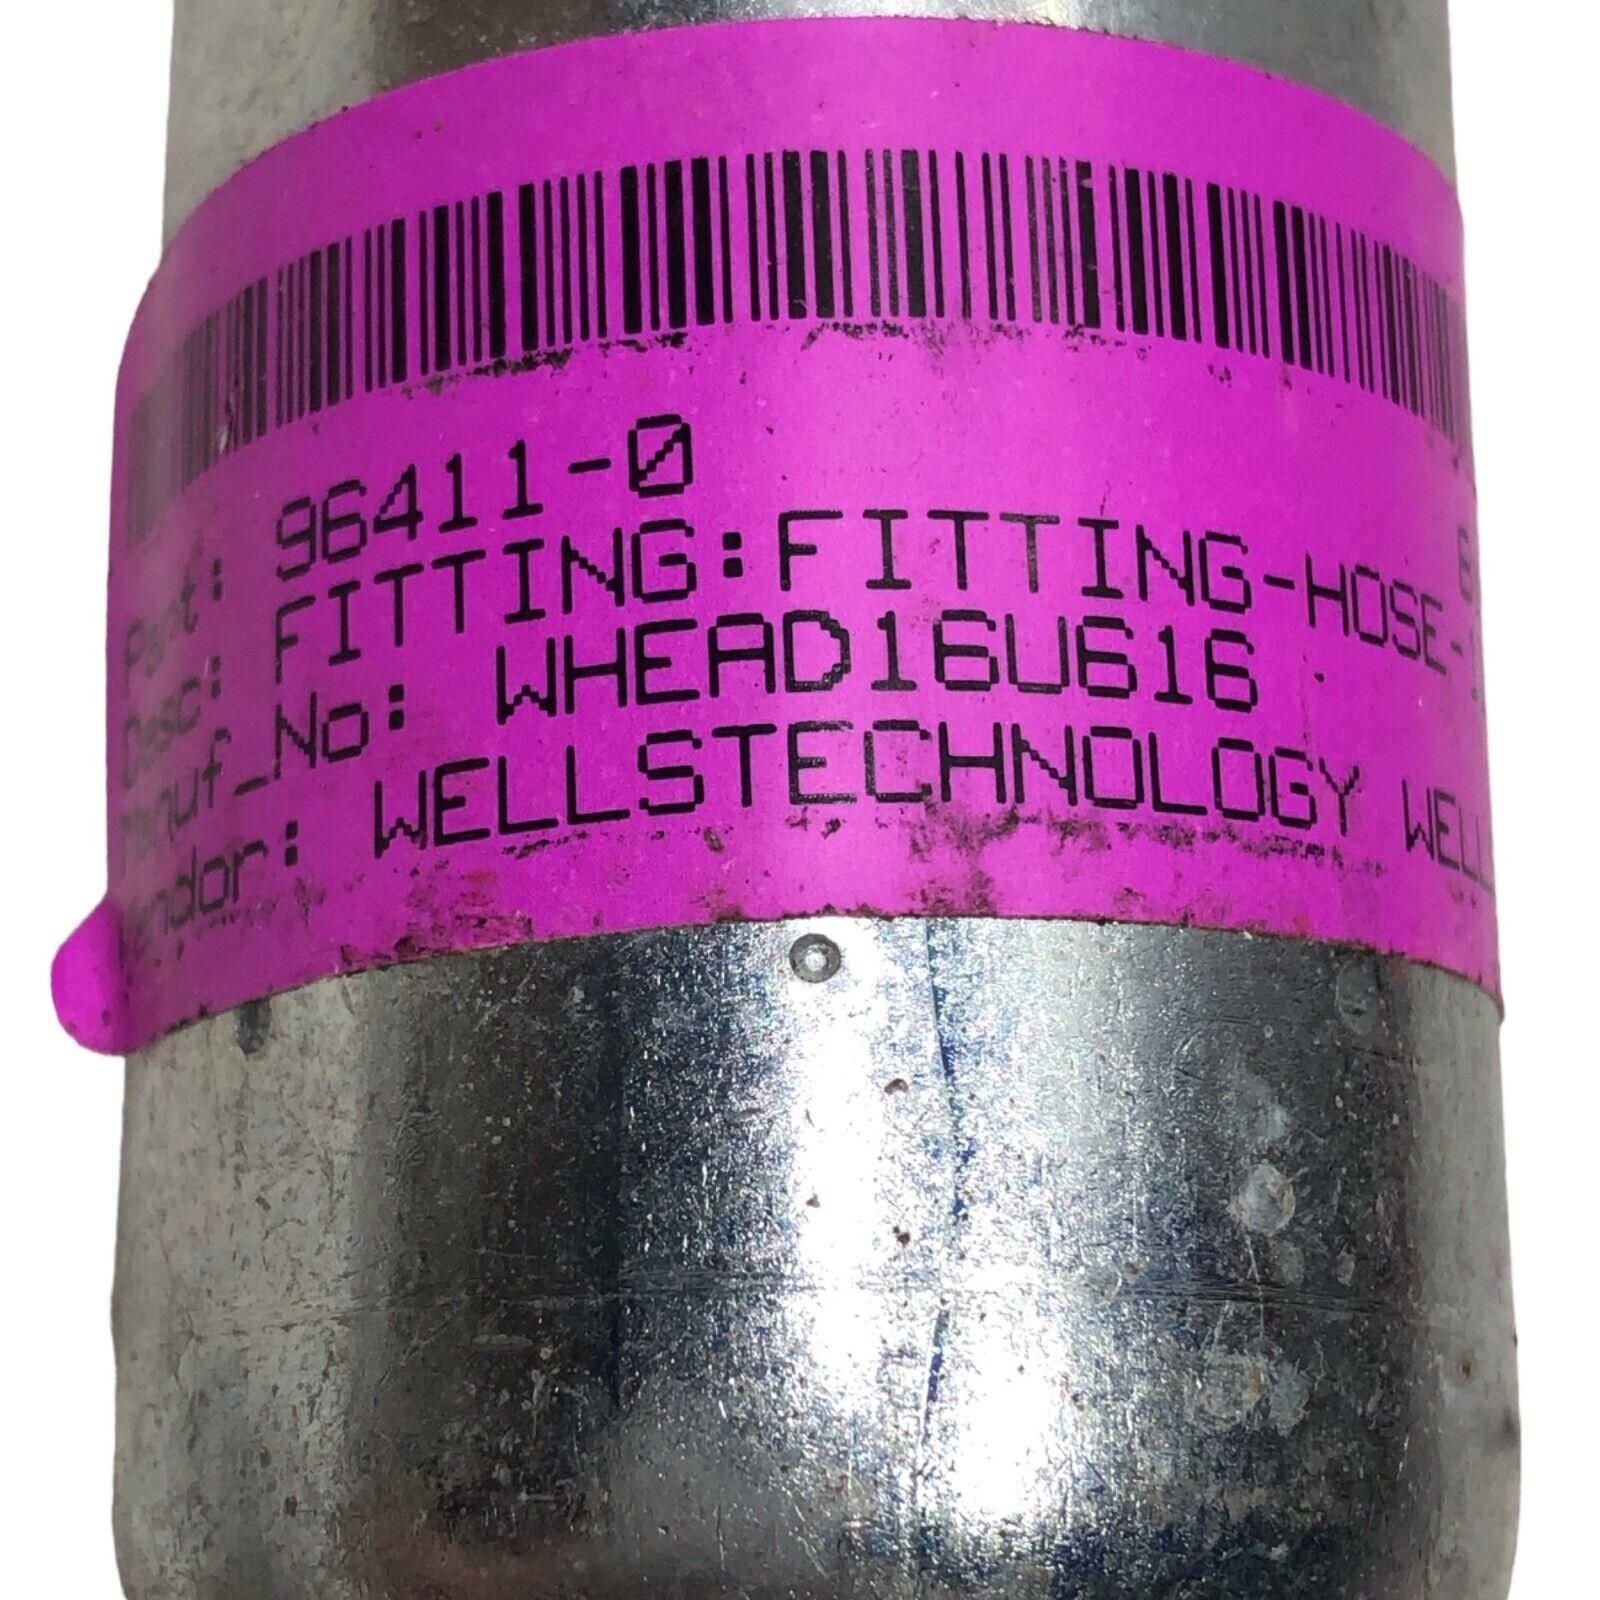 Part: 96411-0
Desc: FITTING:FITTING-HOSE-
Manuf_No: WHEAD16U616
Vendor: WELLSTECHNOLOGY WELL